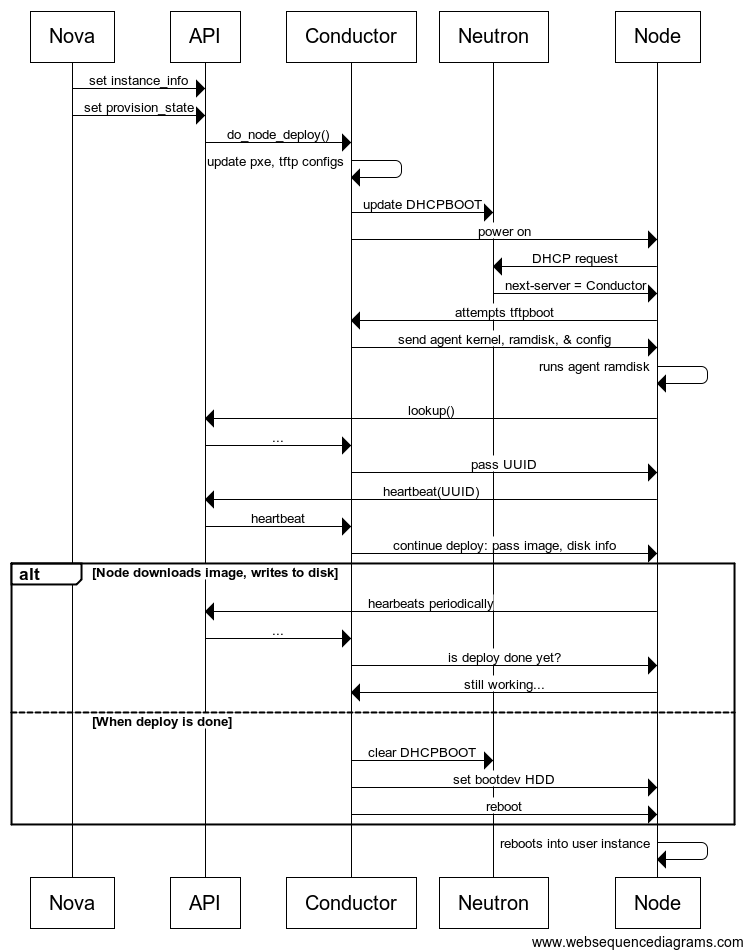 Nova
API
Conductor
Neutron
Node
set instance_info
set provision_state
do_node_deploy()
update pxe, tftp configs
update DHCPBOOT
power on
DHCP request
next-server = Conductor
attempts tftpboot
send agent kernel, ramdisk, & config
runs agent ramdisk
lookup()
...
pass UUID
heartbeat(UUID)
heartbeat
continue deploy: pass image, disk info
alt
[Node downloads image, writes to disk]
hearbeats periodically
...
is deploy done yet?
still working...
[When deploy is done]
clear DHCPBOOT
set bootdev HDD
reboot
reboots into user instance
Nova
API
Conductor
Neutron
Node
www.websequencediagrams.com